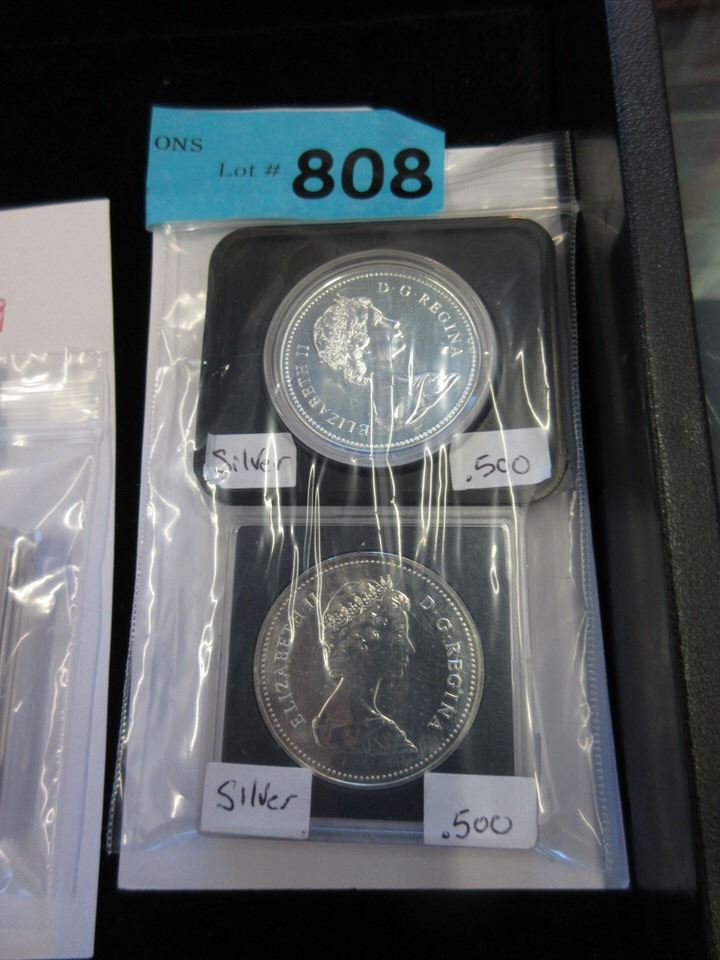 ONS
Lot # 808
ELIZABETH II D·G·REGINA
Silver
.500
ELIZABETH II D·G·REGINA
Silver
.500